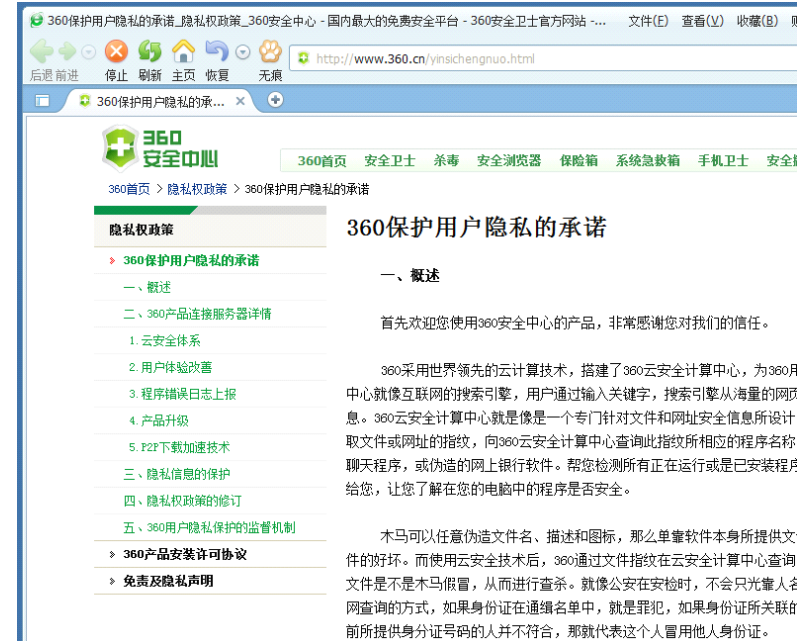 360保护用户隐私的承诺_隐私权政策_360安全中心 - 国内最大的免费安全平台 - 360安全卫士官方网站 -... 文件(F) 查看(V) 收藏(B)
后退 前进 停止 刷新 主页 恢复 无痕
http://www.360.cn/yinsichengnuo.html
360保护用户隐私的承... ×
360
安全中心
360首页 安全卫士 杀毒 安全浏览器 保险箱 系统急救箱 手机卫士 安全
360首页 > 隐私权政策 > 360保护用户隐私的承诺
隐私权政策
360保护用户隐私的承诺
一、概述
二、360产品连接服务器详情
1. 云安全体系
2. 用户体验改善
3. 程序错误日志上报
4. 产品升级
5. P2P下载加速技术
三、隐私信息的保护
四、隐私权政策的修订
五、360用户隐私保护的监督机制
360产品安装许可协议
免责及隐私声明
360保护用户隐私的承诺
一、概述
首先欢迎您使用360安全中心的产品，非常感谢您对我们的信任。
360采用世界领先的云计算技术，搭建了360云安全计算中心，为360用
中心就像互联网的搜索引擎，用户通过输入关键字，搜索引擎从海量的网页
息。360云安全计算中心就是像是一个专门针对文件和网址安全信息所设计
取文件或网址的指纹，向360云安全计算中心查询此指纹所相应的程序名称
聊天程序，或伪造的网上银行软件。帮您检测所有正在运行或是已安装程序
给您，让您了解在您的电脑中的程序是否安全。
木马可以任意伪造文件名、描述和图标，那么单靠软件本身所提供文
件的好坏。而使用云安全技术后，360通过文件指纹在云安全计算中心查询
文件是不是木马假冒，从而进行查杀。就像公安在安检时，不会只光靠人名
网查询的方式，如果身份证在通缉名单中，就是罪犯，如果身份证所关联的
前所提供身分证号码的人并不符合，那就代表这个人冒用他人身份证。